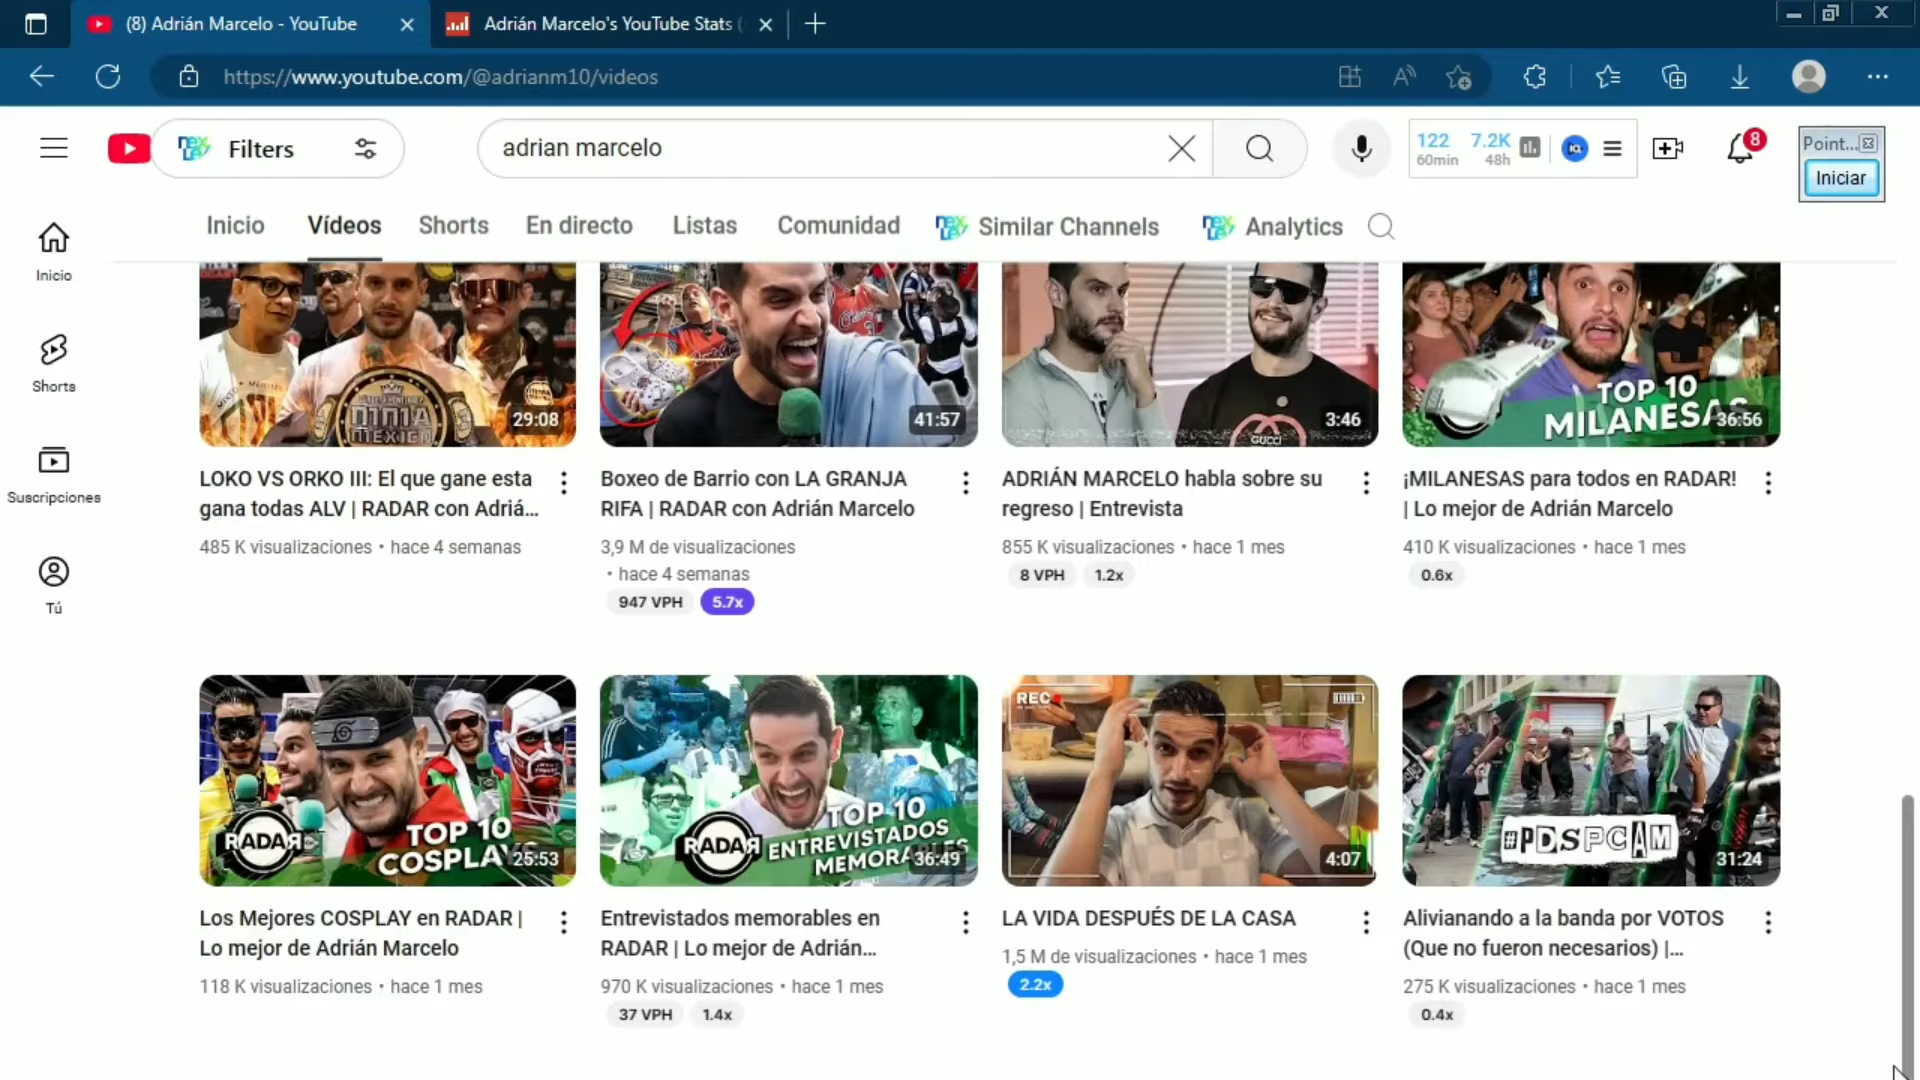 (8) Adrián Marcelo - YouTube
Adrián Marcelo's YouTube Stats (
https://www.youtube.com/@adrianm10/videos
Filters
adrian marcelo
122
60min
7.2K
48h
IQ
8
Point...
Iniciar
Inicio
Vídeos
Shorts
En directo
Listas
Comunidad
Similar Channels
Analytics
Inicio
Shorts
Suscripciones
Tú
MMA
MEXICO
29:08
41:57
GUCCI
3:46
TOP 10
MILANESAS
36:56
LOKO VS ORKO III: El que gane esta
gana todas ALV | RADAR con Adriá...
485 K visualizaciones • hace 4 semanas
Boxeo de Barrio con LA GRANJA
RIFA | RADAR con Adrián Marcelo
3,9 M de visualizaciones
• hace 4 semanas
947 VPH
5.7x
ADRIÁN MARCELO habla sobre su
regreso | Entrevista
855 K visualizaciones • hace 1 mes
8 VPH
1.2x
¡MILANESAS para todos en RADAR!
| Lo mejor de Adrián Marcelo
410 K visualizaciones • hace 1 mes
0.6x
RADAR
TOP 10
COSPLAYS
25:53
RADAR
TOP 10
ENTREVISTADOS
MEMORABLES
36:49
REC
4:07
#PDSPCAM
31:24
Los Mejores COSPLAY en RADAR |
Lo mejor de Adrián Marcelo
118 K visualizaciones • hace 1 mes
Entrevistados memorables en
RADAR | Lo mejor de Adrián...
970 K visualizaciones • hace 1 mes
37 VPH
1.4x
LA VIDA DESPUÉS DE LA CASA
1,5 M de visualizaciones • hace 1 mes
2.2x
Alivianando a la banda por VOTOS
(Que no fueron necesarios) |...
275 K visualizaciones • hace 1 mes
0.4x